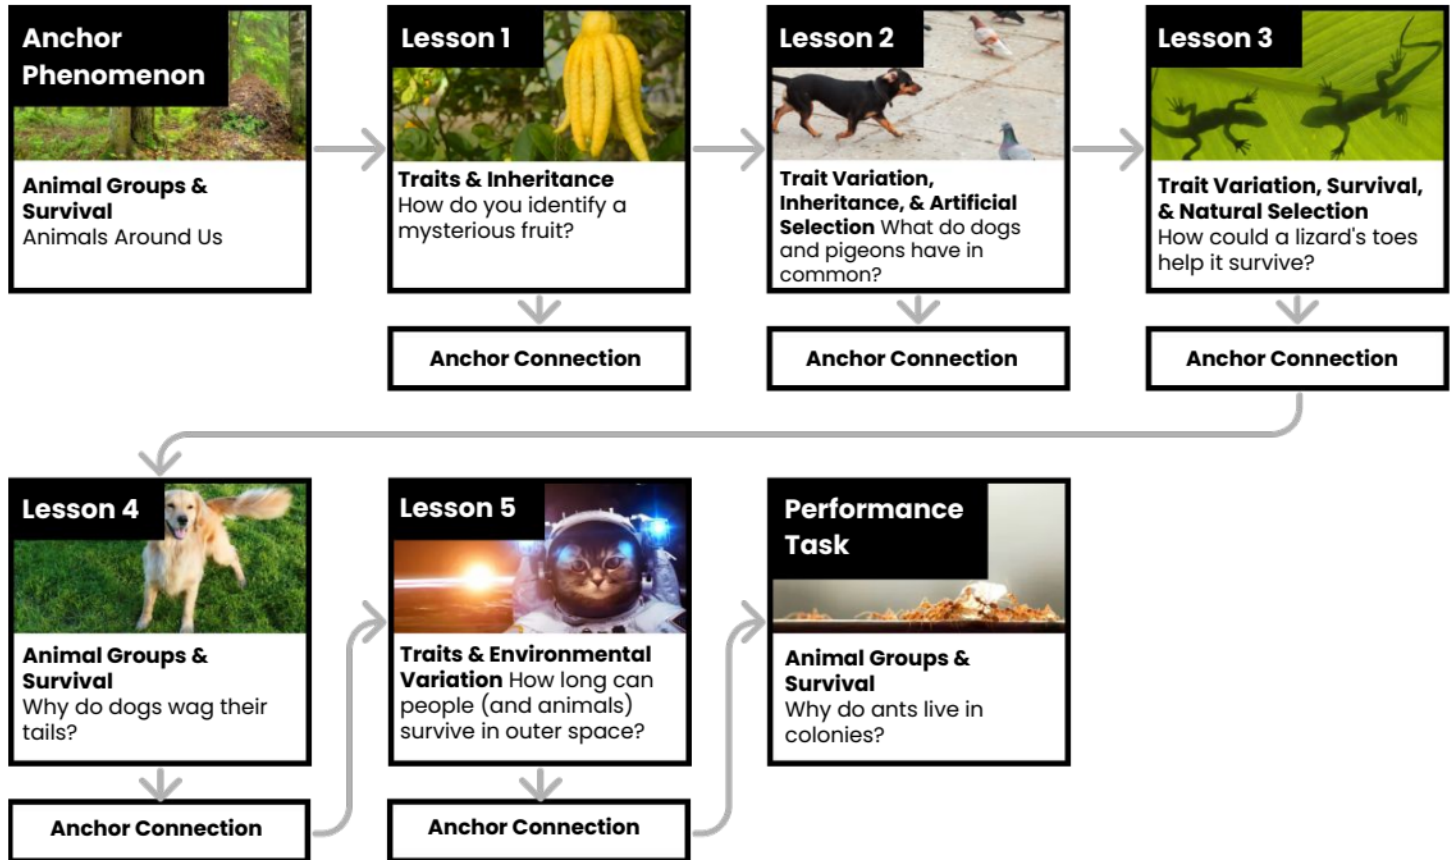 Anchor
Phenomenon
Animal Groups &
Survival
Animals Around Us
Lesson 1
Traits & Inheritance
How do you identify a
mysterious fruit?
Anchor Connection
Lesson 2
Trait Variation,
Inheritance, & Artificial
Selection What do dogs
and pigeons have in
common?
Anchor Connection
Lesson 3
Trait Variation, Survival,
& Natural Selection
How could a lizard's toes
help it survive?
Anchor Connection
Lesson 4
Animal Groups &
Survival
Why do dogs wag their
tails?
Anchor Connection
Lesson 5
Traits & Environmental
Variation How long can
people (and animals)
survive in outer space?
Anchor Connection
Performance
Task
Animal Groups &
Survival
Why do ants live in
colonies?